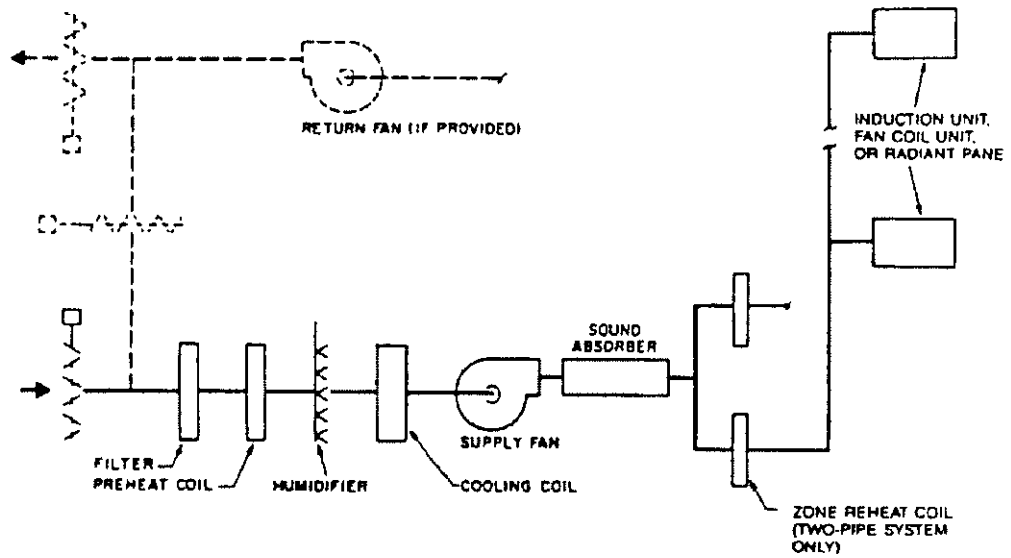 RETURN FAN (IF PROVIDED)
INDUCTION UNIT,
FAN COIL UNIT,
OR RADIANT PANE
SOUND
ABSORBER
SUPPLY FAN
FILTER
PREHEAT COIL
HUMIDIFIER
COOLING COIL
ZONE REHEAT COIL
(TWO-PIPE SYSTEM
ONLY)